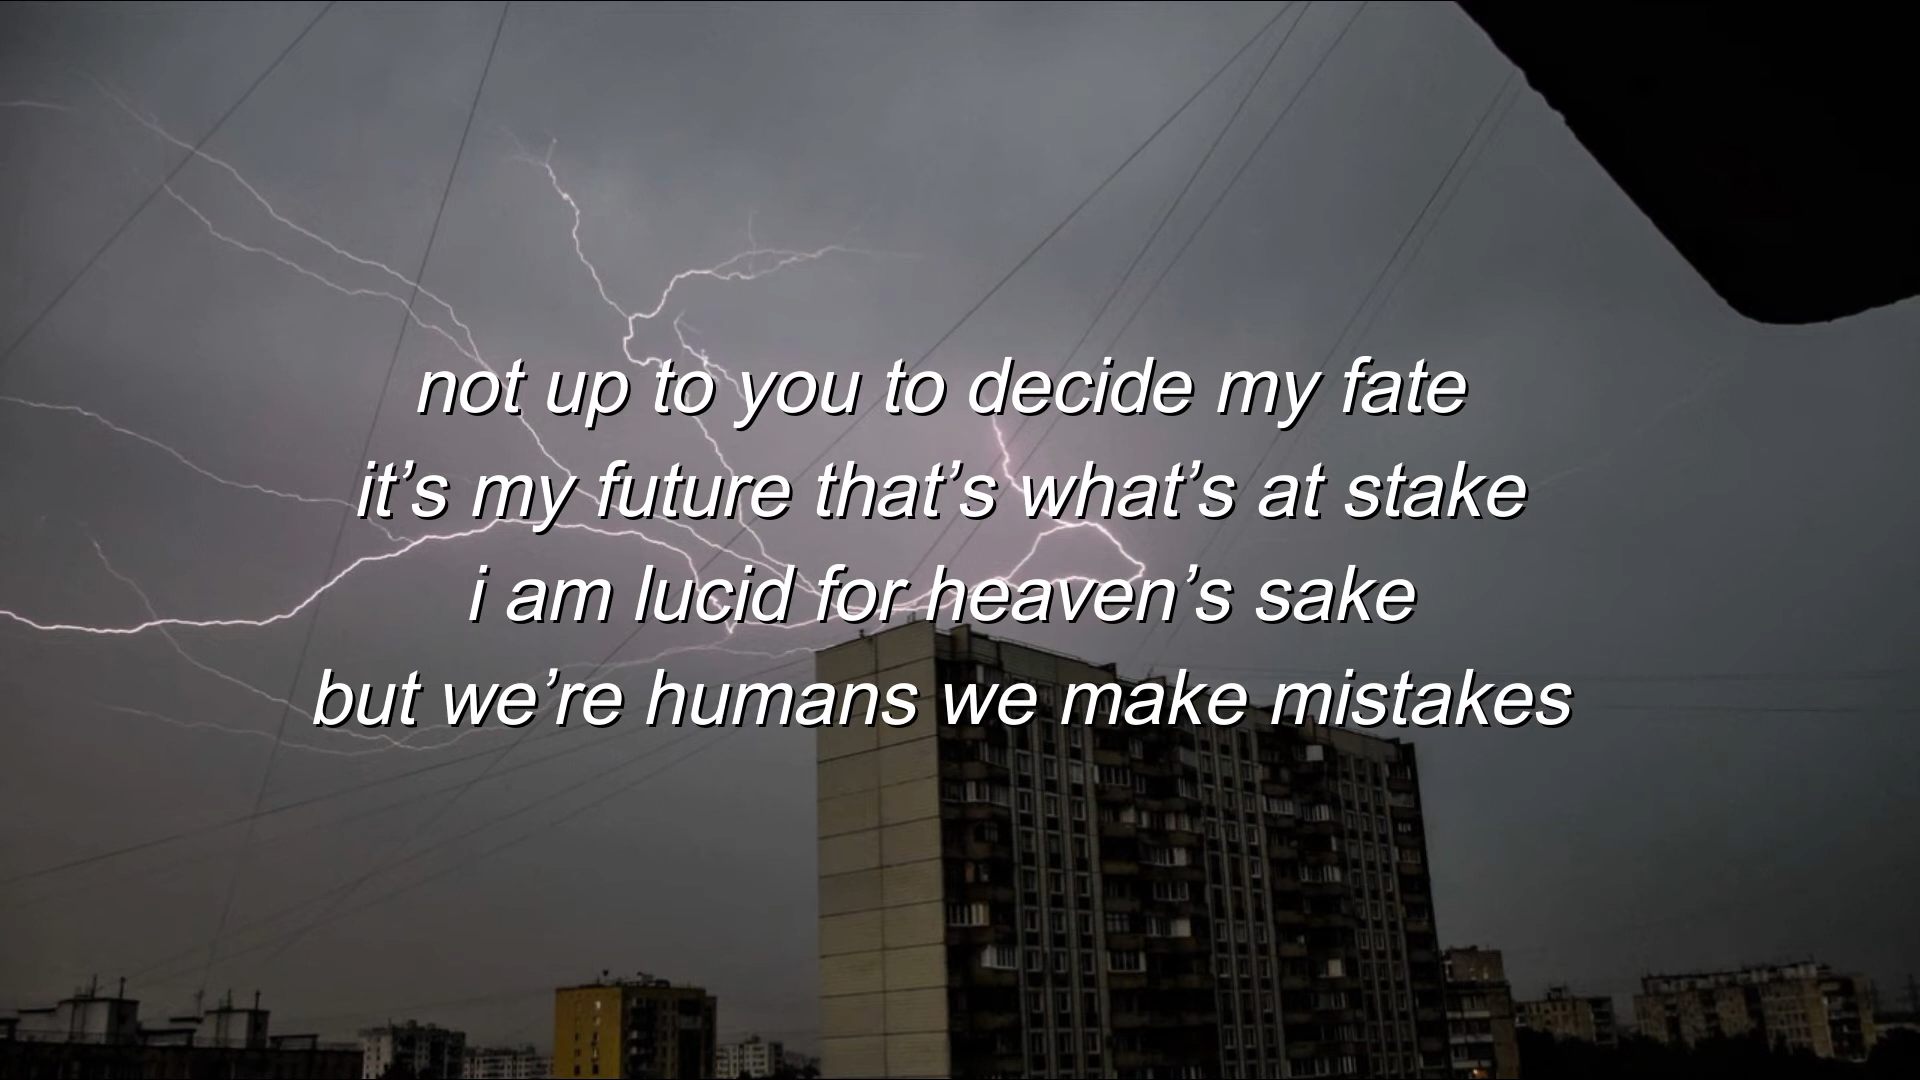 not up to you to decide my fate
it’s my future that’s what’s at stake
i am lucid for heaven’s sake
but we’re humans we make mistakes